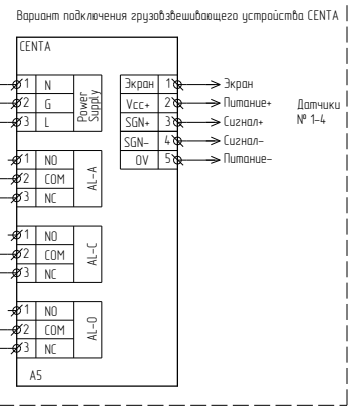 Вариант подключения грузовзвешивающего устройства CENTA
CENTA
1 N
2 G
3 L
Power Supply
1 NO
2 COM
3 NC
AL-A
1 NO
2 COM
3 NC
AL-C
1 NO
2 COM
3 NC
AL-O
A5
Экран 1 Экран
Vcc+ 2 Питание+
SGN+ 3 Сигнал+
SGN- 4 Сигнал-
0V 5 Питание-
Датчики
№ 1-4